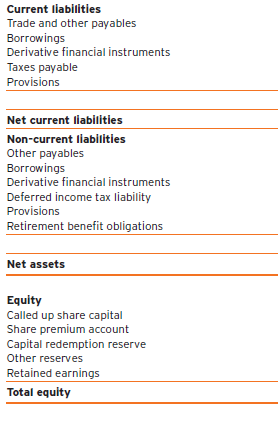 Current liabilities
Trade and other payables
Borrowings
Derivative financial instruments
Taxes payable
Provisions
Net current liabilities
Non-current liabilities
Other payables
Borrowings
Derivative financial instruments
Deferred income tax liability
Provisions
Retirement benefit obligations
Net assets
Equity
Called up share capital
Share premium account
Capital redemption reserve
Other reserves
Retained earnings
Total equity